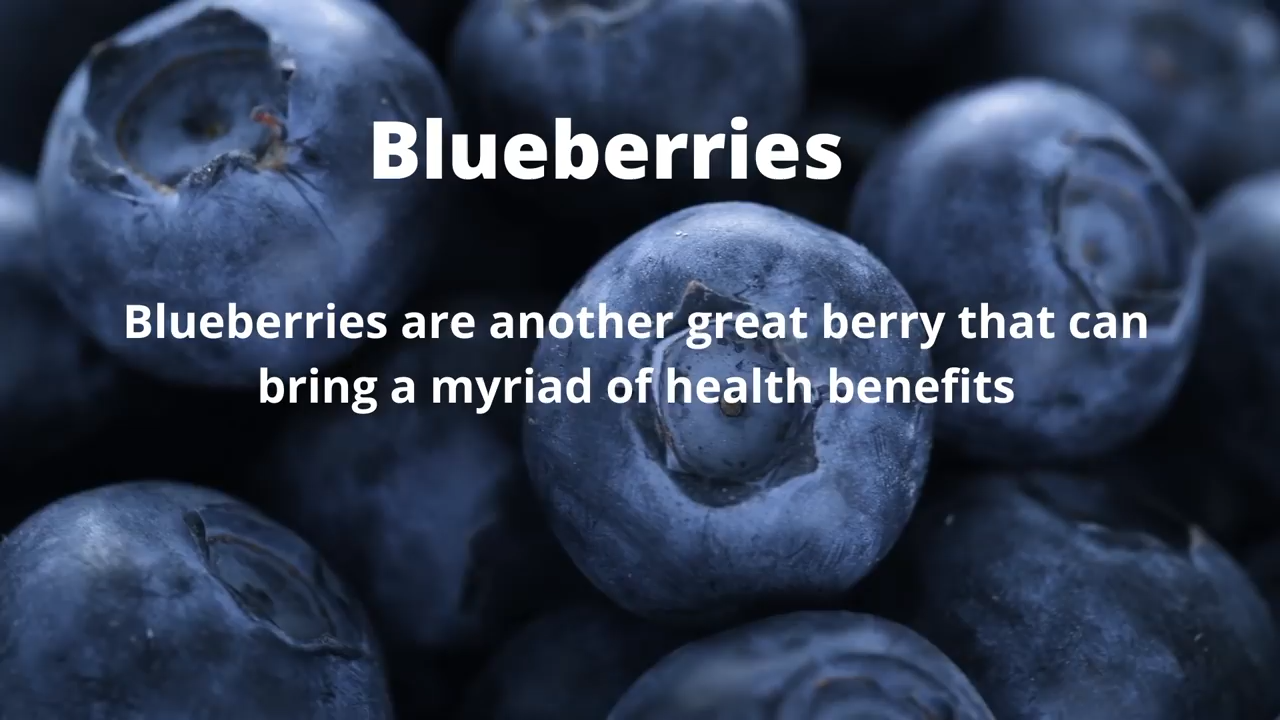 Blueberries
Blueberries are another great berry that can
bring a myriad of health benefits